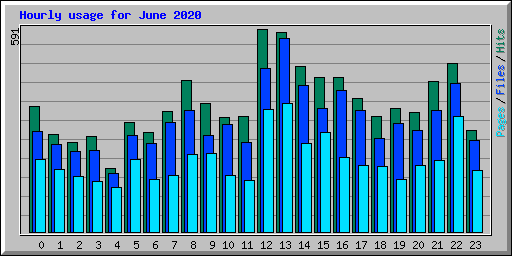 Hourly usage for June 2020
591
Pages / Files / Hits
0 1 2 3 4 5 6 7 8 9 10 11 12 13 14 15 16 17 18 19 20 21 22 23